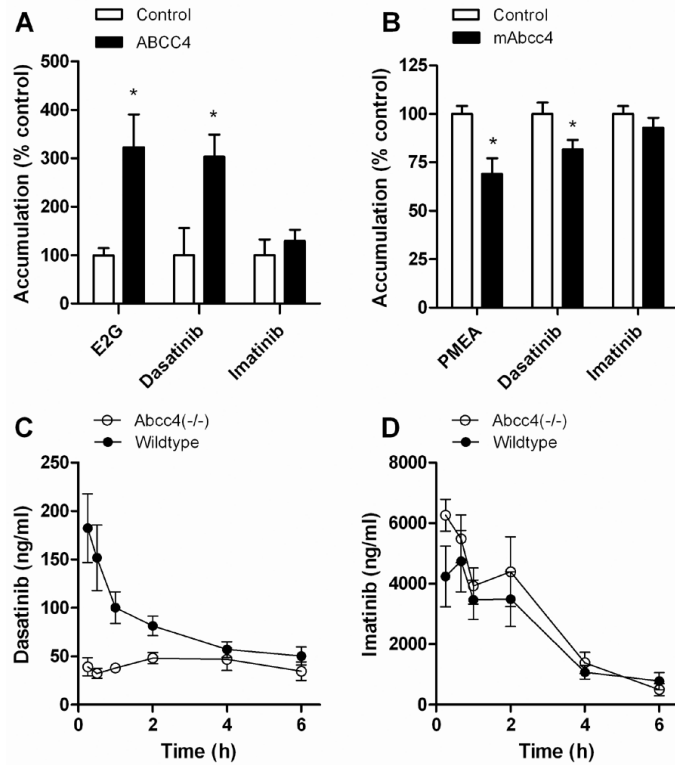 A
Control
ABCC4
Accumulation (% control)
500
400
300
200
100
0
*
*
E2G
Dasatinib
Imatinib
B
Control
mAbcc4
Accumulation (% control)
125
100
75
50
25
0
*
*
PMEA
Dasatinib
Imatinib
C
Abcc4(-/-)
Wildtype
Dasatinib (ng/ml)
250
200
150
100
50
0
0
2
4
6
Time (h)
D
Abcc4(-/-)
Wildtype
Imatinib (ng/ml)
8000
6000
4000
2000
0
0
2
4
6
Time (h)